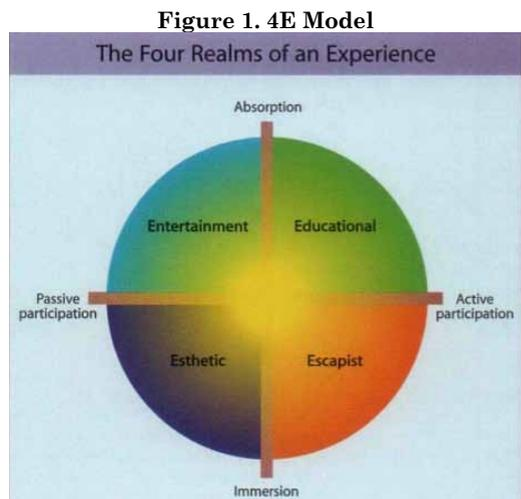 Figure 1. 4E Model
The Four Realms of an Experience
Absorption
Entertainment
Educational
Passive
participation
Active
participation
Esthetic
Escapist
Immersion